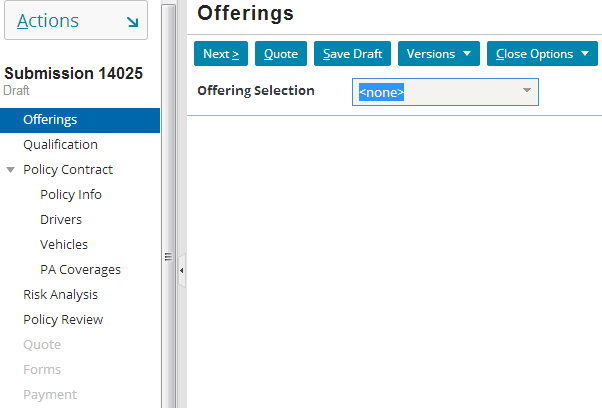 Actions
Submission 14025
Draft
Offerings
Qualification
Policy Contract
Policy Info
Drivers
Vehicles
PA Coverages
Risk Analysis
Policy Review
Quote
Forms
Payment
Offerings
Next > Quote Save Draft Versions Close Options
Offering Selection <none>